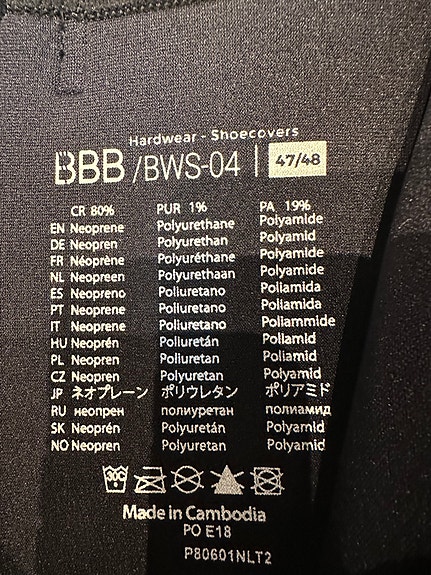 Hardwear - Shoecovers
BBB /BWS-04 | 47/48
CR 80% PUR 1% PA 19%
EN Neoprene Polyurethane Polyamide
DE Neopren Polyurethan Polyamid
FR Néoprène Polyuréthane Polyamide
NL Neopreen Polyurethaan Polyamide
ES Neopreno Poliuretano Poliamida
PT Neoprene Poliuretano Poliamida
IT Neoprene Poliuretano Poliammide
HU Neoprén Poliuretán Poliamid
PL Neopren Poliuretan Poliamid
CZ Neopren Polyuretan Polyamid
JP ネオプレーン ポリウレタン ポリアミド
RU неопрен полиуретан полиамид
SK Neoprén Polyuretan Polyamid
NO Neopren Polyuretan Polyamid
30C
Made in Cambodia
PO E18
P80601NLT2